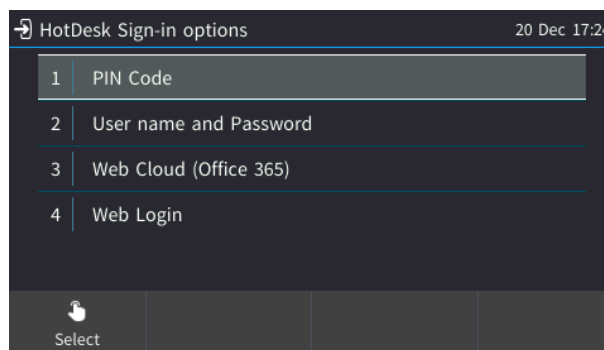 HotDesk Sign-in options 20 Dec 17:24
1 PIN Code
2 User name and Password
3 Web Cloud (Office 365)
4 Web Login
Select